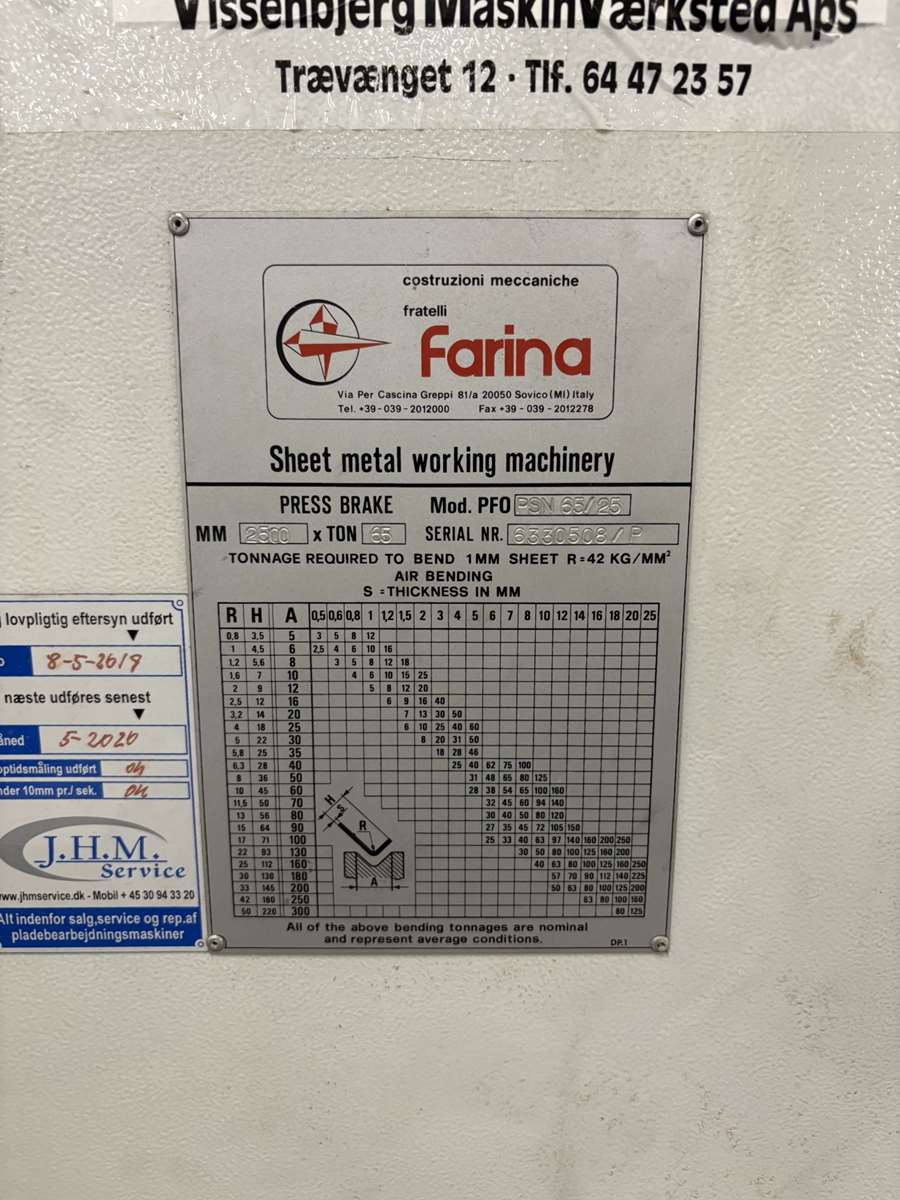 Vissenbjerg MaskinVærksted Aps
Trævænget 12 · Tlf. 64 47 23 57
costruzioni meccaniche
fratelli
Farina
Via Per Cascina Greppi 81/a 20050 Sovico (MI) Italy
Tel. +39 - 039 - 2012000 Fax +39 - 039 - 2012278
Sheet metal working machinery
PRESS BRAKE Mod. PFO PSN 65/25
MM 2500 x TON 65 SERIAL NR. 6330508/P
TONNAGE REQUIRED TO BEND 1MM SHEET R=42 KG/MM²
AIR BENDING
S = THICKNESS IN MM
R H A 0,5 0,6 0,8 1 1,2 1,5 2 3 4 5 6 7 8 10 12 14 16 18 20 25
0,8 3,5 5 3 5 8 12
1 4,5 6 2,5 4 6 10 16
1,2 5,6 8 3 5 8 12 18
1,6 7 10 4 6 10 15 25
2 9 12 5 8 12 20
2,5 12 16 6 9 16 40
3,2 14 20 7 13 30 50
4 18 25 6 10 25 40 60
5 22 30 8 20 31 50
5,8 25 35 18 28 46
6,3 28 40 25 40 62 75 100
8 36 50 31 48 65 80 125
10 45 60 28 38 54 65 100 160
11,5 50 70 32 45 60 94 140
13 56 80 30 40 50 80 120
15 64 90 27 35 45 72 105 150
17 71 100 25 33 40 63 97 140 160 200 250
22 93 130 30 50 80 100 125 160 200
25 112 160 40 63 80 100 125 160 250
30 130 180 57 70 90 112 140 225
33 145 200 50 63 80 100 125 200
42 180 250 63 80 100 160
50 220 300 80 125
H
S
R
A
All of the above bending tonnages are nominal
and represent average conditions.
DP.1
lovpligtig eftersyn udført
8-5-2019
næste udføres senest
5-2020
optidsmåling udført ok
nder 10mm pr./ sek. ok
J.H.M.
Service
www.jhmservice.dk - Mobil + 45 30 94 33 20
Alt indenfor salg,service og rep.af
pladebearbejdningsmaskiner